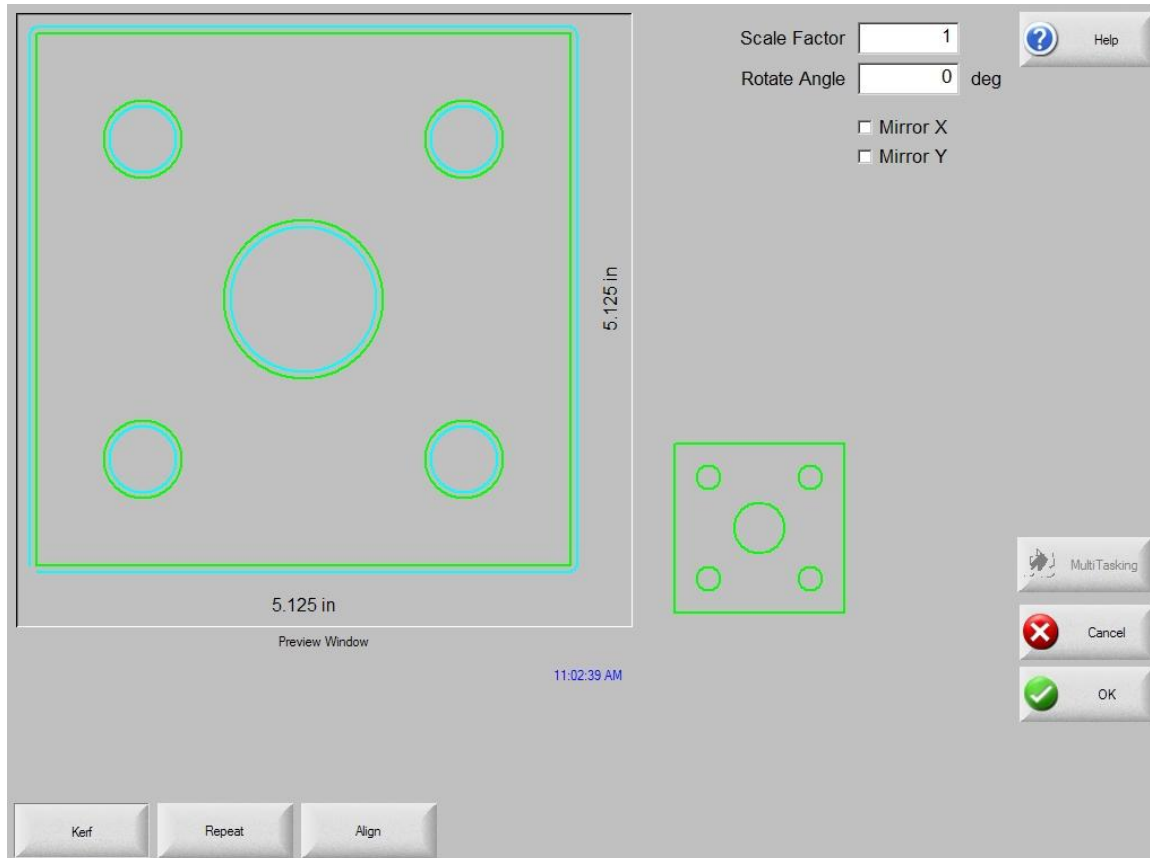 Scale Factor 1
Rotate Angle 0 deg
Mirror X
Mirror Y
Help
5.125 in
5.125 in
Preview Window
11:02:39 AM
MultiTasking
Cancel
OK
Kerf Repeat Align